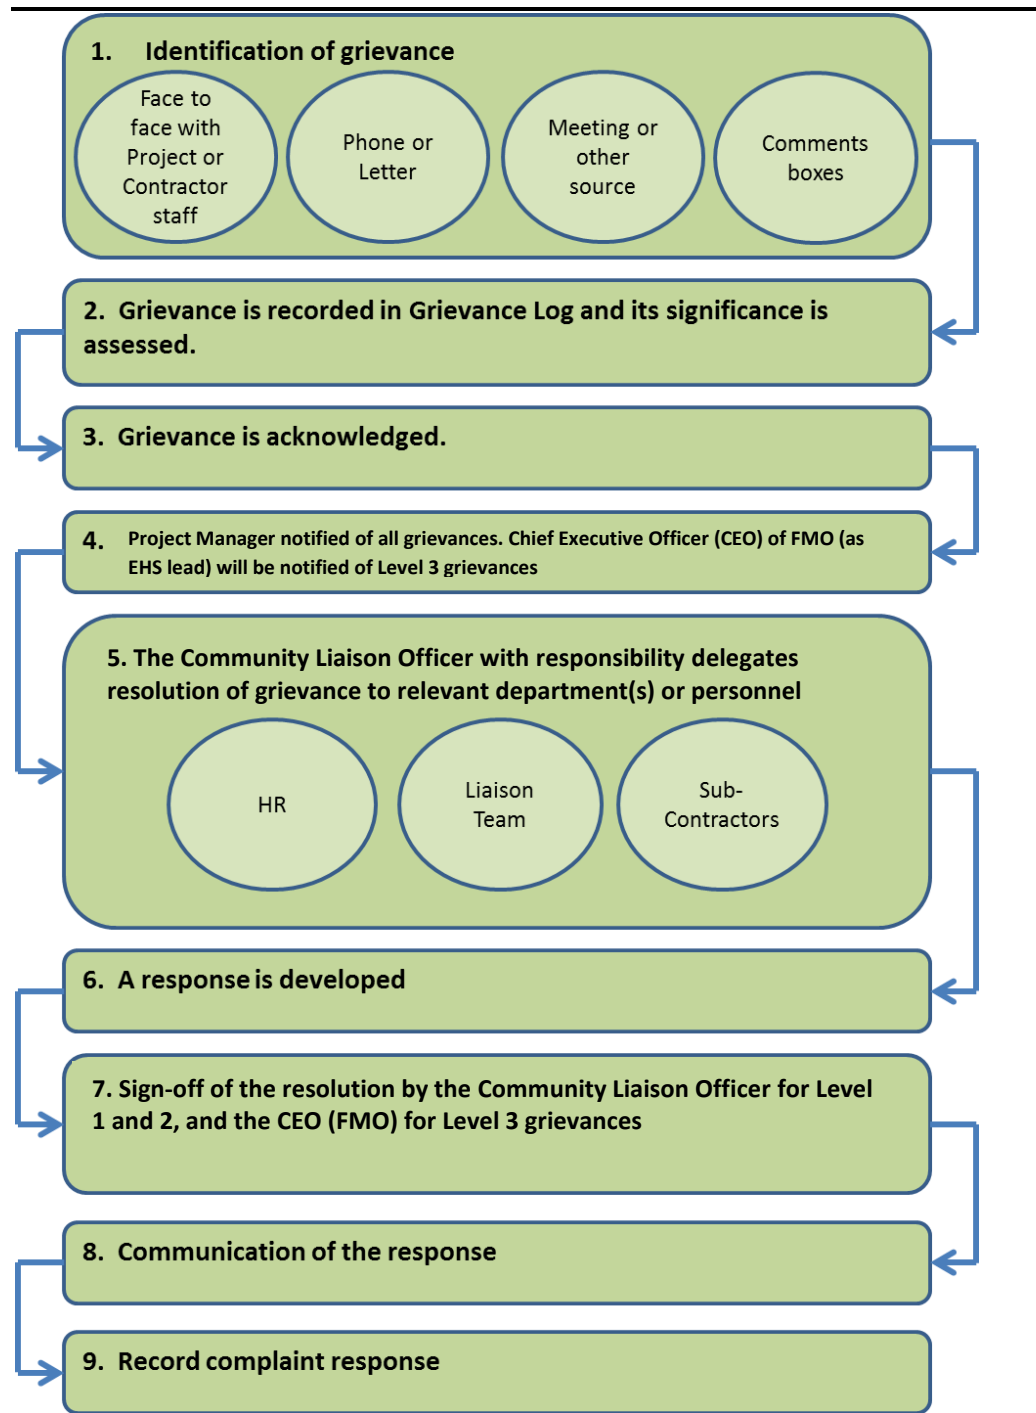 1. Identification of grievance
Face to
face with
Project or
Contractor
staff
Phone or
Letter
Meeting or
other
source
Comments
boxes
2. Grievance is recorded in Grievance Log and its significance is
assessed.
3. Grievance is acknowledged.
4. Project Manager notified of all grievances. Chief Executive Officer (CEO) of FMO (as
EHS lead) will be notified of Level 3 grievances
5. The Community Liaison Officer with responsibility delegates
resolution of grievance to relevant department(s) or personnel
HR
Liaison
Team
Sub-
Contractors
6. A response is developed
7. Sign-off of the resolution by the Community Liaison Officer for Level
1 and 2, and the CEO (FMO) for Level 3 grievances
8. Communication of the response
9. Record complaint response